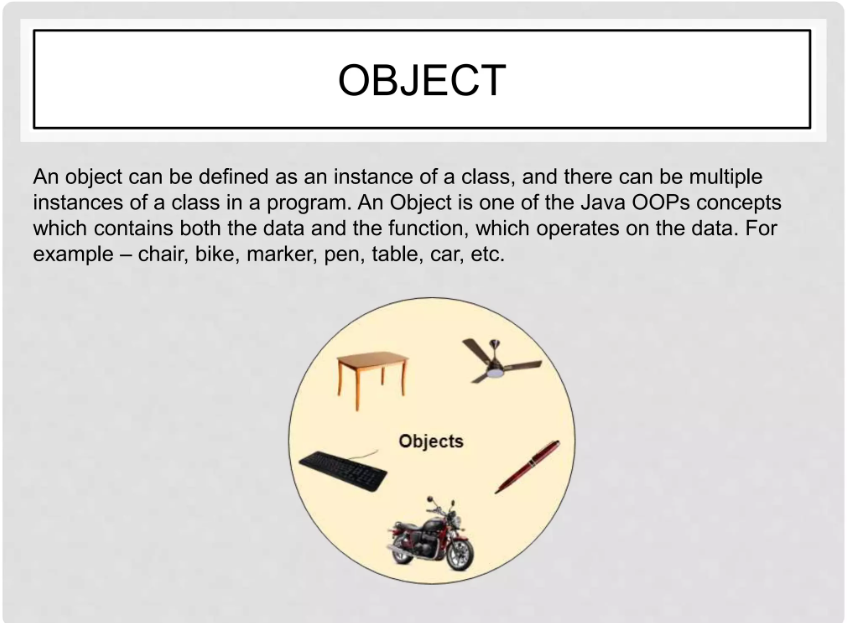 OBJECT
An object can be defined as an instance of a class, and there can be multiple
instances of a class in a program. An Object is one of the Java OOPs concepts
which contains both the data and the function, which operates on the data. For
example – chair, bike, marker, pen, table, car, etc.
Objects